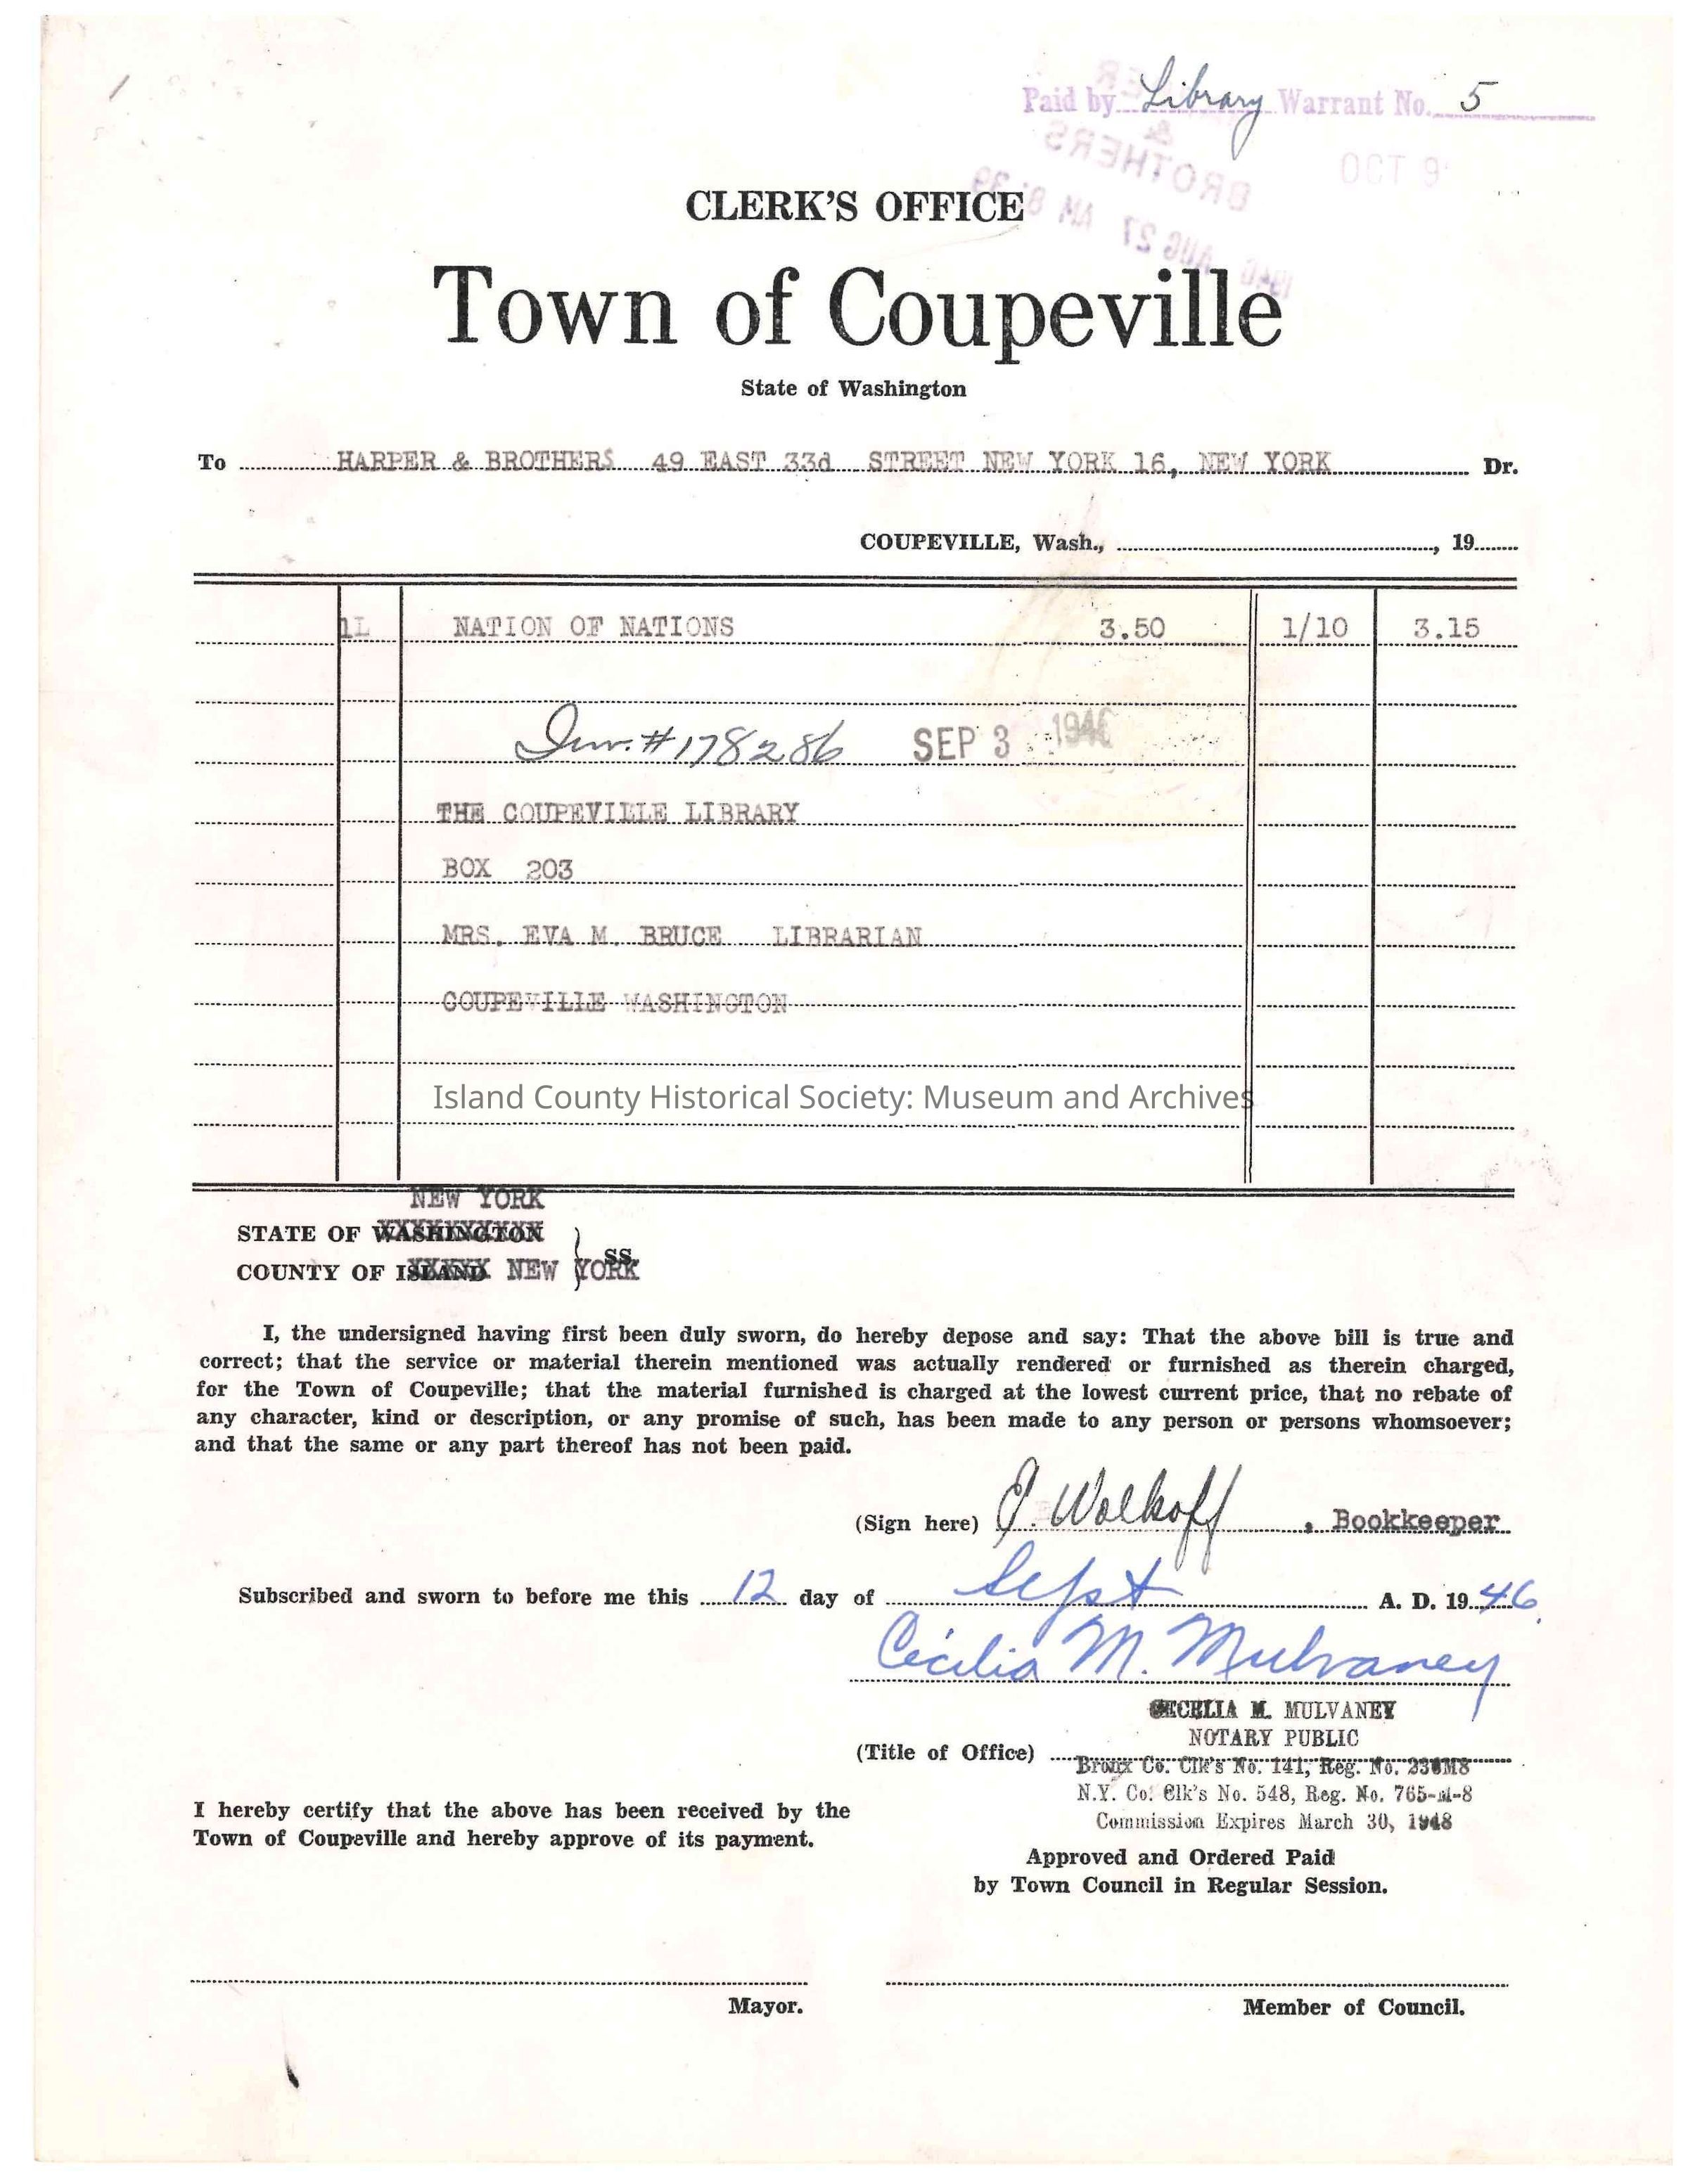 Paid by Library Warrant No. 5
BROTHERS
&
AUG 27 AM 8:39
OCT 9
CLERK'S OFFICE
Town of Coupeville
State of Washington
To HARPER & BROTHERS 49 EAST 33d STREET NEW YORK 16, NEW YORK Dr.
COUPEVILLE, Wash., , 19
1L NATION OF NATIONS 3.50 1/10 3.15
Inv. # 178286 SEP 3 1946
THE COUPEVILLE LIBRARY
BOX 203
MRS. EVA M. BRUCE LIBRARIAN
COUPEVILLE WASHINGTON
Island County Historical Society: Museum and Archives
NEW YORK
STATE OF WASHINGTON
COUNTY OF ISLAND NEW YORK ss.
I, the undersigned having first been duly sworn, do hereby depose and say: That the above bill is true and
correct; that the service or material therein mentioned was actually rendered or furnished as therein charged,
for the Town of Coupeville; that the material furnished is charged at the lowest current price, that no rebate of
any character, kind or description, or any promise of such, has been made to any person or persons whomsoever;
and that the same or any part thereof has not been paid.
(Sign here) Wolkoff , Bookkeeper
Subscribed and sworn to before me this 12 day of Sept A. D. 19 46
Cecilia M. Mulvaney
CECELIA M. MULVANEY
NOTARY PUBLIC
(Title of Office)
Bronx Co. Clk's No. 141, Reg. No.
N.Y. Co. Clk's No. 548, Reg. No. 765-M-8
Commission Expires March 30, 1948
I hereby certify that the above has been received by the
Town of Coupeville and hereby approve of its payment.
Approved and Ordered Paid
by Town Council in Regular Session.
Mayor.
Member of Council.